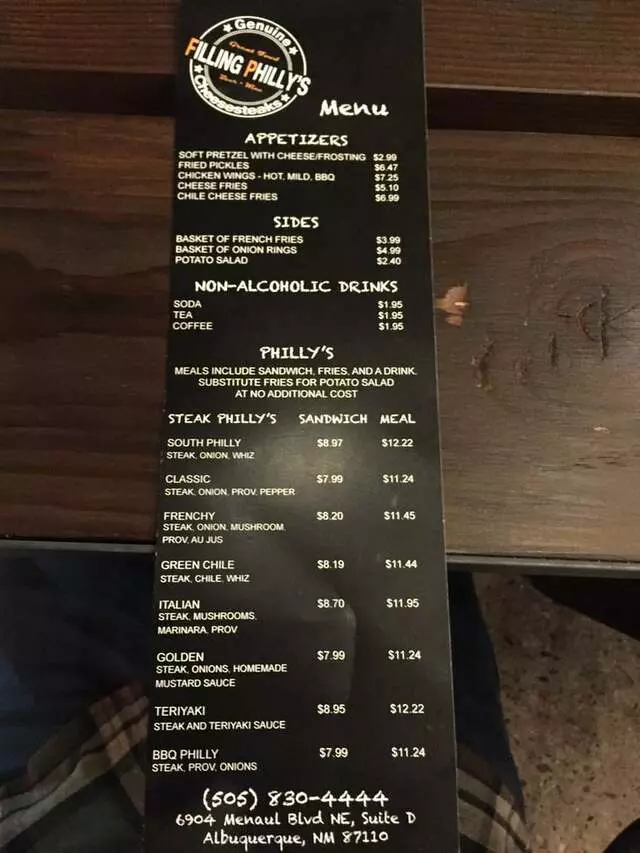 Genuine
Great Food
FILLING PHILLY'S
Beer - Wine
Cheesesteaks
Menu
APPETIZERS
SOFT PRETZEL WITH CHEESE/FROSTING $2.99
FRIED PICKLES $6.47
CHICKEN WINGS - HOT, MILD, BBQ $7.25
CHEESE FRIES $5.10
CHILE CHEESE FRIES $6.99
SIDES
BASKET OF FRENCH FRIES $3.99
BASKET OF ONION RINGS $4.99
POTATO SALAD $2.40
NON-ALCOHOLIC DRINKS
SODA $1.95
TEA $1.95
COFFEE $1.95
PHILLY'S
MEALS INCLUDE SANDWICH, FRIES, AND A DRINK.
SUBSTITUTE FRIES FOR POTATO SALAD
AT NO ADDITIONAL COST
STEAK PHILLY'S SANDWICH MEAL
SOUTH PHILLY $8.97 $12.22
STEAK, ONION, WHIZ
CLASSIC $7.99 $11.24
STEAK, ONION, PROV, PEPPER
FRENCHY $8.20 $11.45
STEAK, ONION, MUSHROOM,
PROV, AU JUS
GREEN CHILE $8.19 $11.44
STEAK, CHILE, WHIZ
ITALIAN $8.70 $11.95
STEAK, MUSHROOMS,
MARINARA, PROV
GOLDEN $7.99 $11.24
STEAK, ONIONS, HOMEMADE
MUSTARD SAUCE
TERIYAKI $8.95 $12.22
STEAK AND TERIYAKI SAUCE
BBQ PHILLY $7.99 $11.24
STEAK, PROV, ONIONS
(505) 830-4444
6904 Menaul Blvd NE, Suite D
Albuquerque, NM 87110